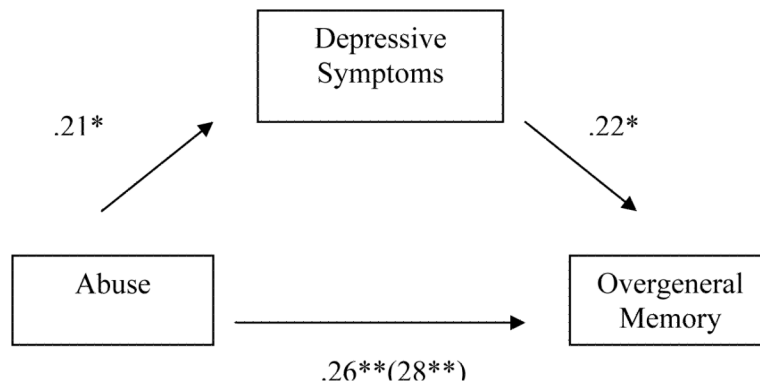 Depressive
Symptoms
.21*
.22*
Abuse
Overgeneral
Memory
.26**(28**)